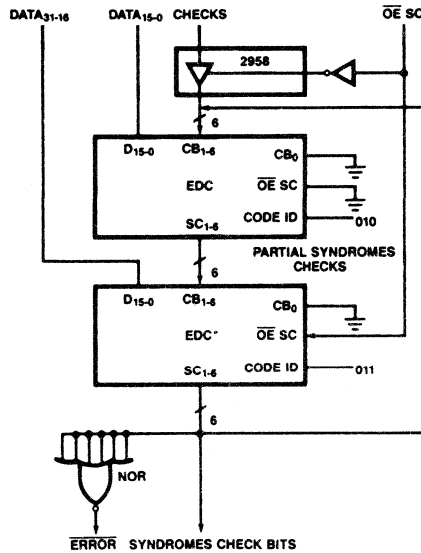 DATA31-16 DATA15-0 CHECKS OE SC
2958
6
D15-0 CB1-6 CB0
EDC OE SC
CODE ID 010
SC1-6
PARTIAL SYNDROMES
CHECKS
6
D15-0 CB1-6 CB0
EDC" OE SC
CODE ID 011
SC1-6
6
NOR
ERROR SYNDROMES CHECK BITS